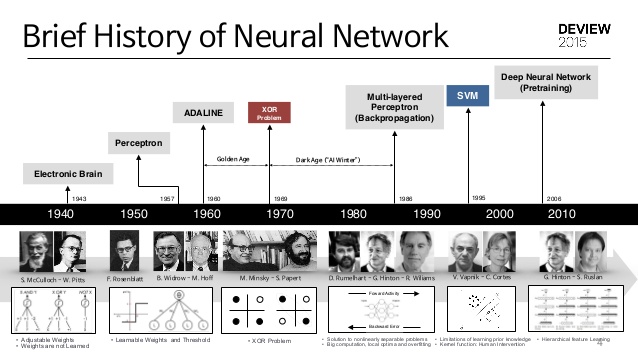 Brief History of Neural Network
DEVIEW
2015
Deep Neural Network
(Pretraining)
Multi-layered
Perceptron
(Backpropagation)
SVM
ADALINE
XOR
Problem
Perceptron
Golden Age
Dark Age ("AI Winter")
Electronic Brain
1943
1957
1960
1969
1986
1995
2006
1940
1950
1960
1970
1980
1990
2000
2010
S. McCulloch – W. Pitts
F. Rosenblatt
B. Widrow – M. Hoff
M. Minsky – S. Papert
D. Rumelhart – G. Hinton – R. Wiliams
V. Vapnik – C. Cortes
G. Hinton – S. Ruslan
X AND Y
X OR Y
NOT X
Foward Activity
Backward Error
• Adjustable Weights
• Weights are not Learned
• Learnable Weights and Threshold
• XOR Problem
• Solution to nonlinearly separable problems
• Big computation, local optima and overfitting
• Limitations of learning prior knowledge
• Kernel function: Human Intervention
• Hierarchical feature Learning